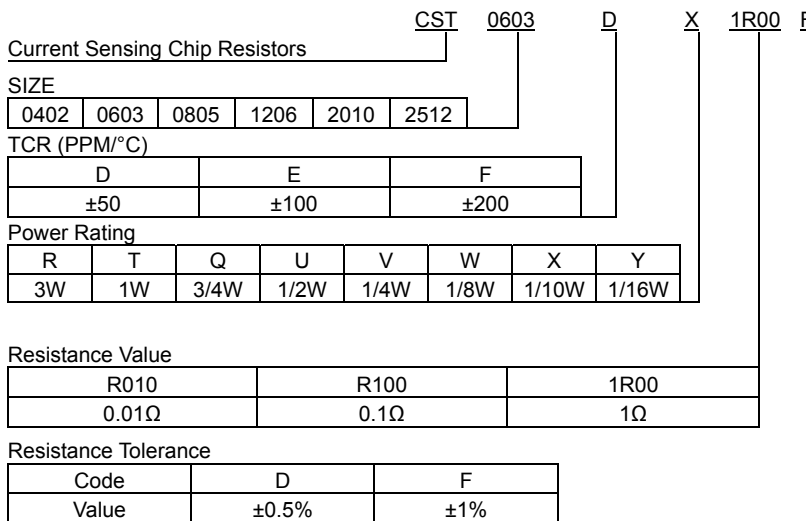 CST 0603 D X 1R00
Current Sensing Chip Resistors
SIZE
0402 0603 0805 1206 2010 2512
TCR (PPM/°C)
D E F
±50 ±100 ±200
Power Rating
R T Q U V W X Y
3W 1W 3/4W 1/2W 1/4W 1/8W 1/10W 1/16W
Resistance Value
R010 R100 1R00
0.01Ω 0.1Ω 1Ω
Resistance Tolerance
Code D F
Value ±0.5% ±1%